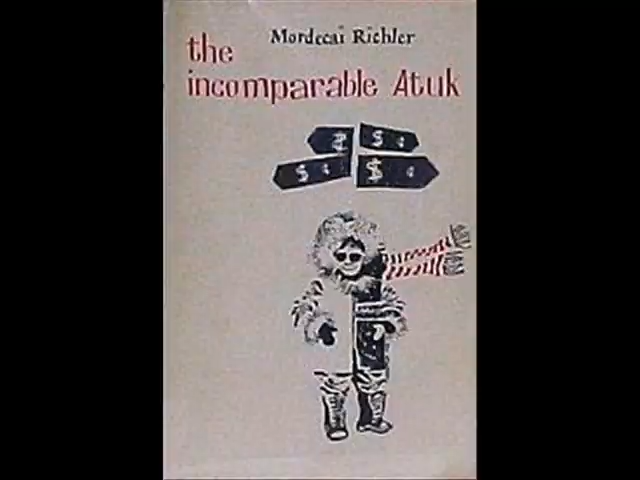 Mordecai Richler
the
incomparable Atuk
$ ¢
$ ¢
$ ¢